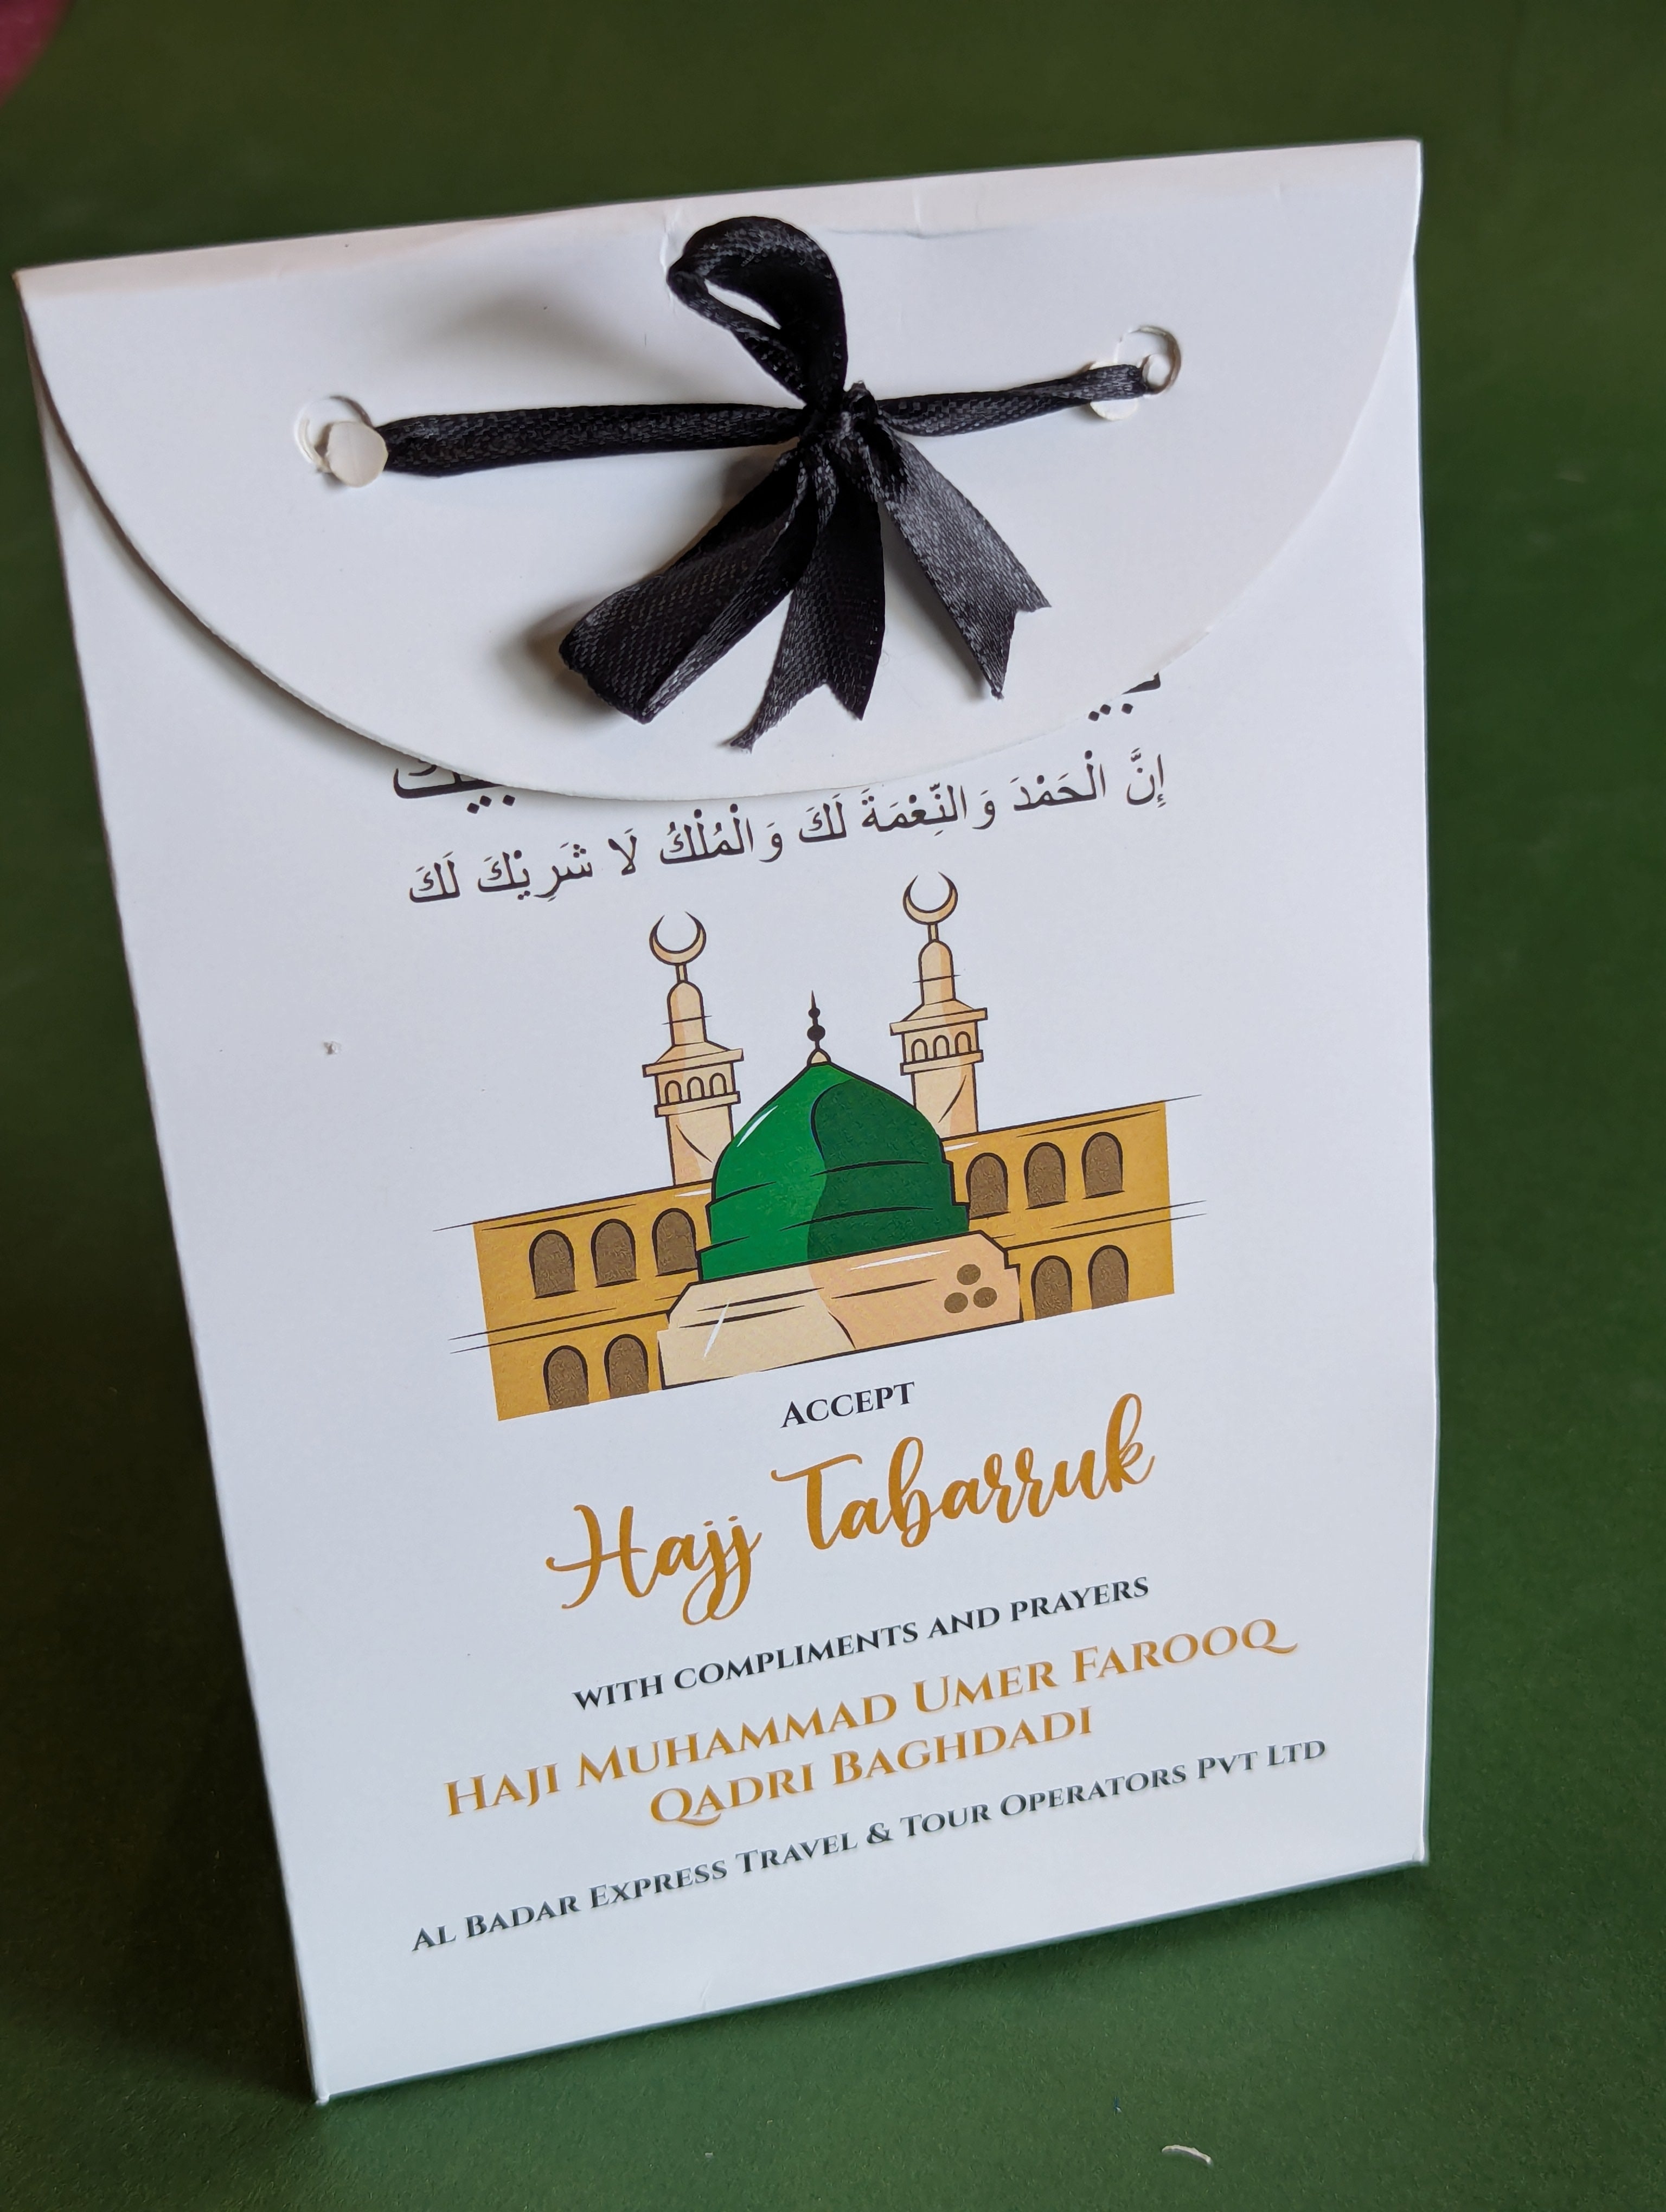 إِنَّ الْحَمْدَ وَالنِّعْمَةَ لَكَ وَالْمُلْكُ لَا شَرِيْكَ لَكَ
ACCEPT
Hajj Tabarruk
WITH COMPLIMENTS AND PRAYERS
HAJI MUHAMMAD UMER FAROOQ
QADRI BAGHDADI
AL BADAR EXPRESS TRAVEL & TOUR OPERATORS PVT LTD